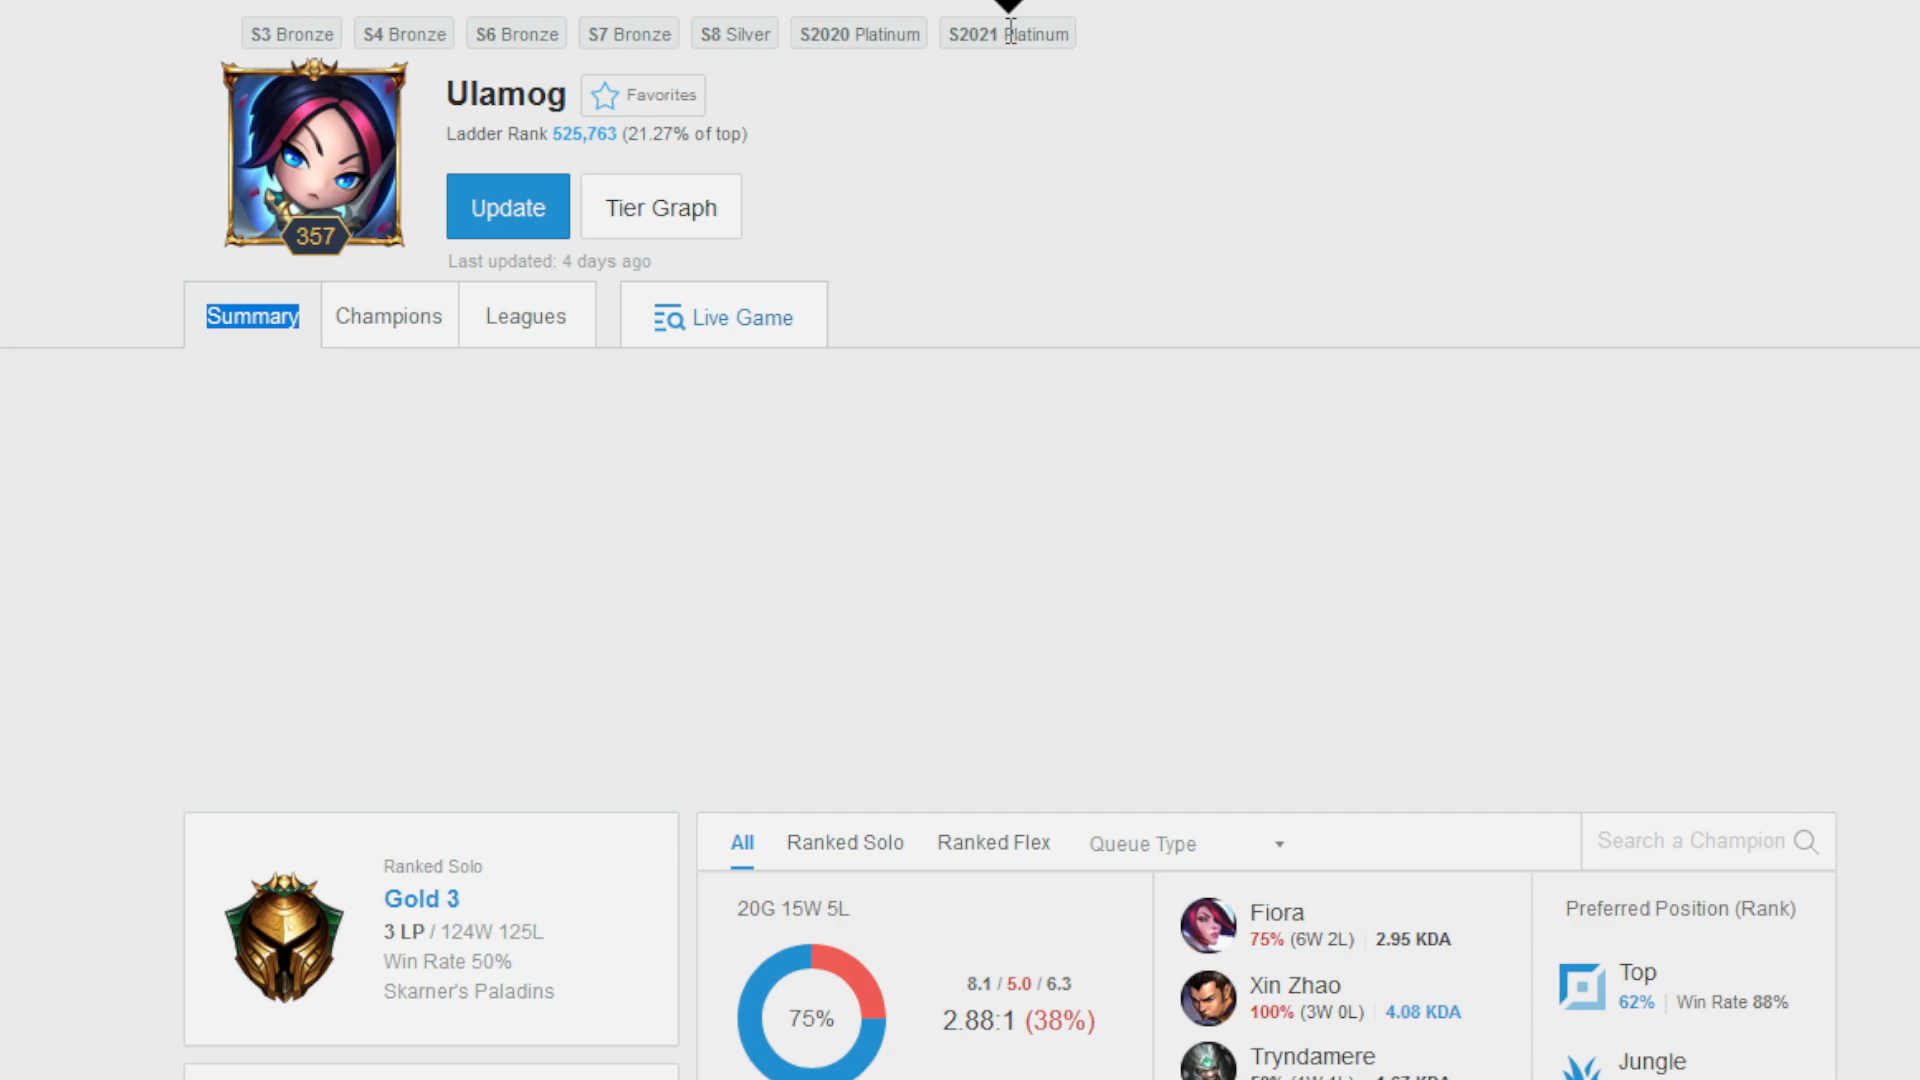 S3 Bronze
S4 Bronze
S6 Bronze
S7 Bronze
S8 Silver
S2020 Platinum
S2021 Platinum
Ulamog
Favorites
Ladder Rank 525,763 (21.27% of top)
Update
Tier Graph
357
Last updated: 4 days ago
Summary
Champions
Leagues
Live Game
Ranked Solo
Gold 3
3 LP / 124W 125L
Win Rate 50%
Skarner's Paladins
All
Ranked Solo
Ranked Flex
Queue Type
Search a Champion
20G 15W 5L
75%
8.1 / 5.0 / 6.3
2.88:1 (38%)
Fiora
75% (6W 2L) 2.95 KDA
Xin Zhao
100% (3W 0L) 4.08 KDA
Tryndamere
Preferred Position (Rank)
Top
62% Win Rate 88%
Jungle